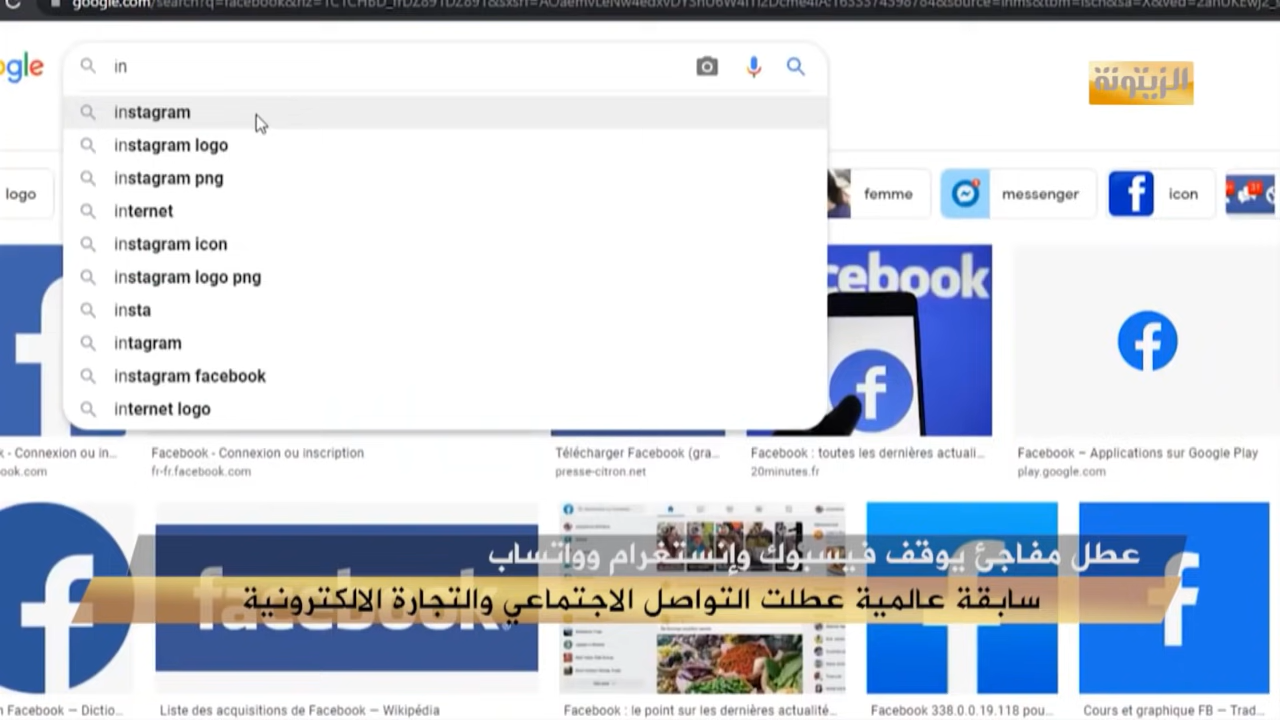 google.com
ogle
in
الزيتونة
instagram
instagram logo
instagram png
internet
instagram icon
instagram logo png
insta
intagram
instagram facebook
internet logo
logo
femme
messenger
icon
cebook
Facebook - Connexion ou in...
ook.com
Facebook - Connexion ou inscription
fr-fr.facebook.com
Télécharger Facebook (gra...
presse-citron.net
Facebook : toutes les dernières actuali...
20minutes.fr
Facebook – Applications sur Google Play
play.google.com
عطل مفاجئ يوقف فيسبوك وإنستغرام وواتساب
سابقة عالمية عطلت التواصل الاجتماعي والتجارة الالكترونية
facebook.
Facebook — Dictio...
Liste des acquisitions de Facebook — Wikipédia
Facebook : le point sur les dernières actualité...
Facebook 338.0.0.19.118 pou...
Cours et graphique FB — Trad...